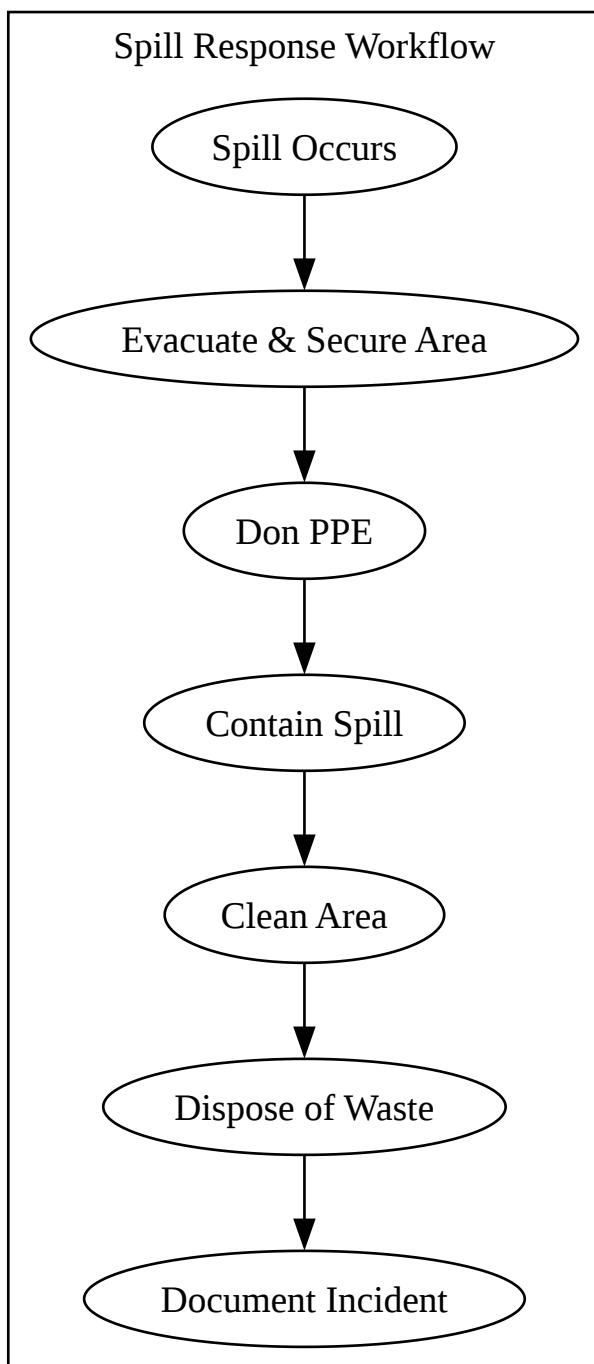 Spill Response Workflow
Spill Occurs
Evacuate & Secure Area
Don PPE
Contain Spill
Clean Area
Dispose of Waste
Document Incident